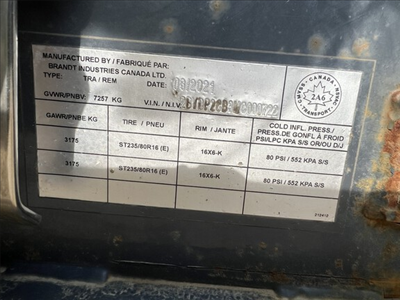 MANUFACTURED BY / FABRIQUÉ PAR:
BRANDT INDUSTRIES CANADA LTD.
TYPE: TRA / REM
09/2021
GVWR/PNBV: 7257 KG
V.I.N. / N.I.V.
CANADA
2AG
TRANSPORT
GAWR/PNBE KG
TIRE / PNEU
RIM / JANTE
COLD INFL. PRESS./
PRESS.DE GONFL À FROID
PSI/LPC KPA S/S OR/OU D/J
3175 ST235/80R16 (E) 16X6-K 80 PSI / 552 KPA S/S
3175 ST235/80R16 (E) 16X6-K 80 PSI / 552 KPA S/S